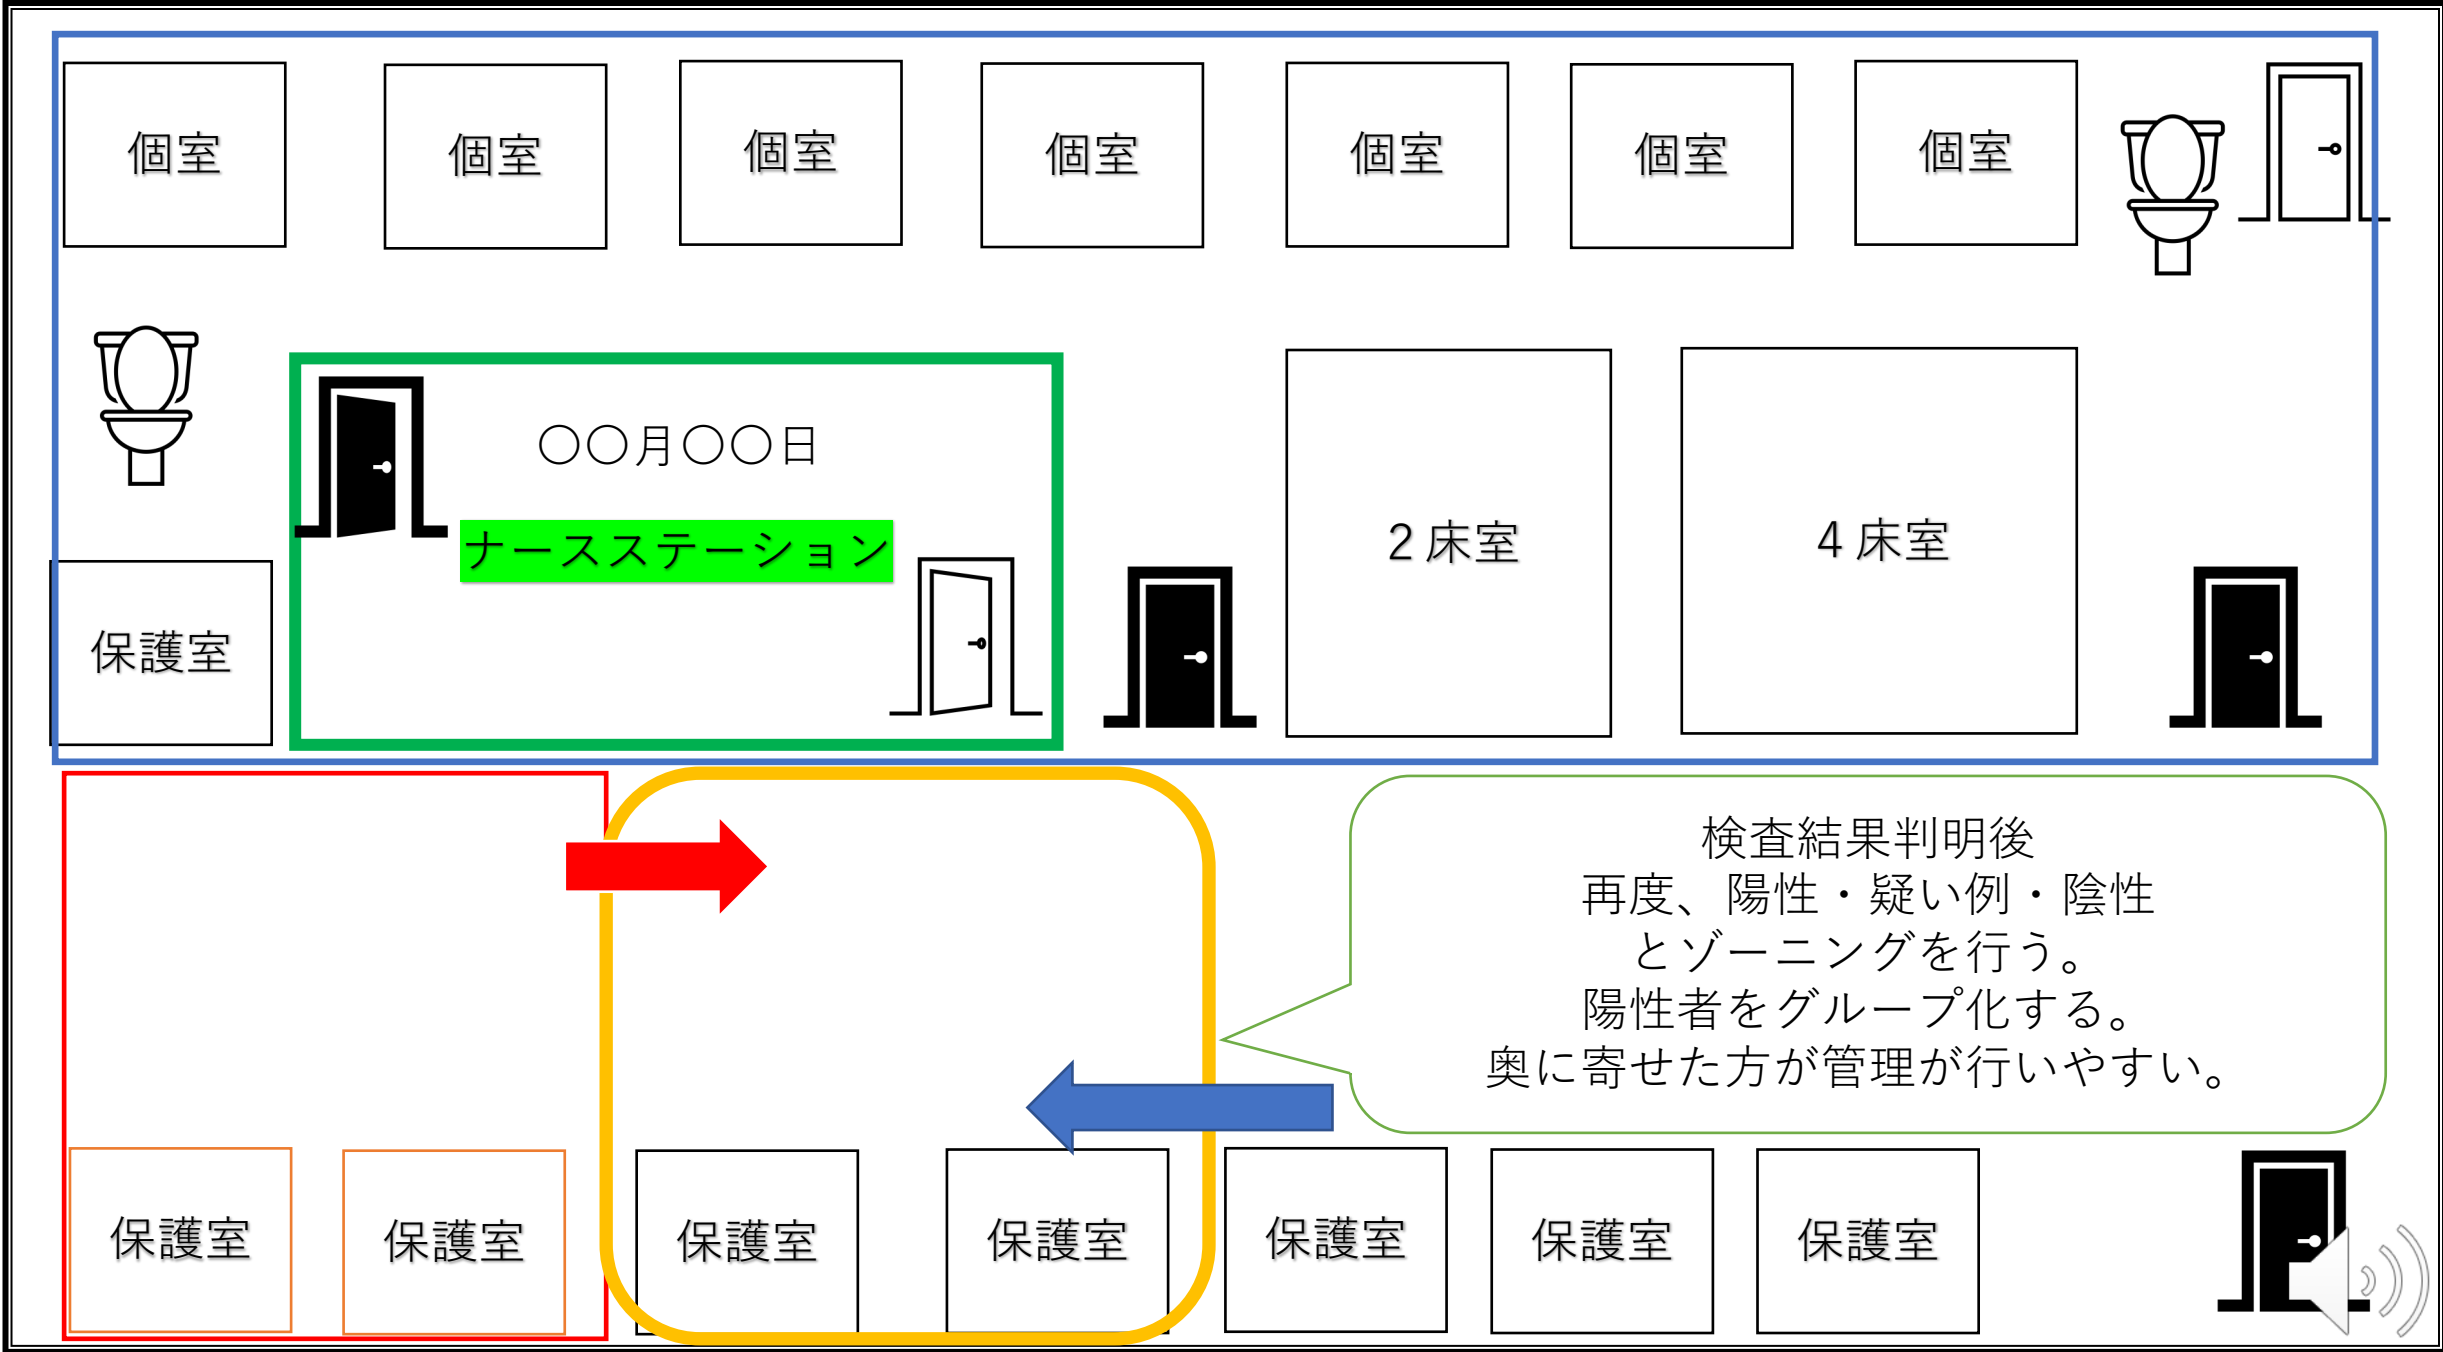 個室
個室
個室
個室
個室
個室
個室
〇〇月〇〇日
ナースステーション
2床室
4床室
保護室
検査結果判明後
再度、陽性・疑い例・陰性
とゾーニングを行う。
陽性者をグループ化する。
奥に寄せた方が管理が行いやすい。
保護室
保護室
保護室
保護室
保護室
保護室
保護室